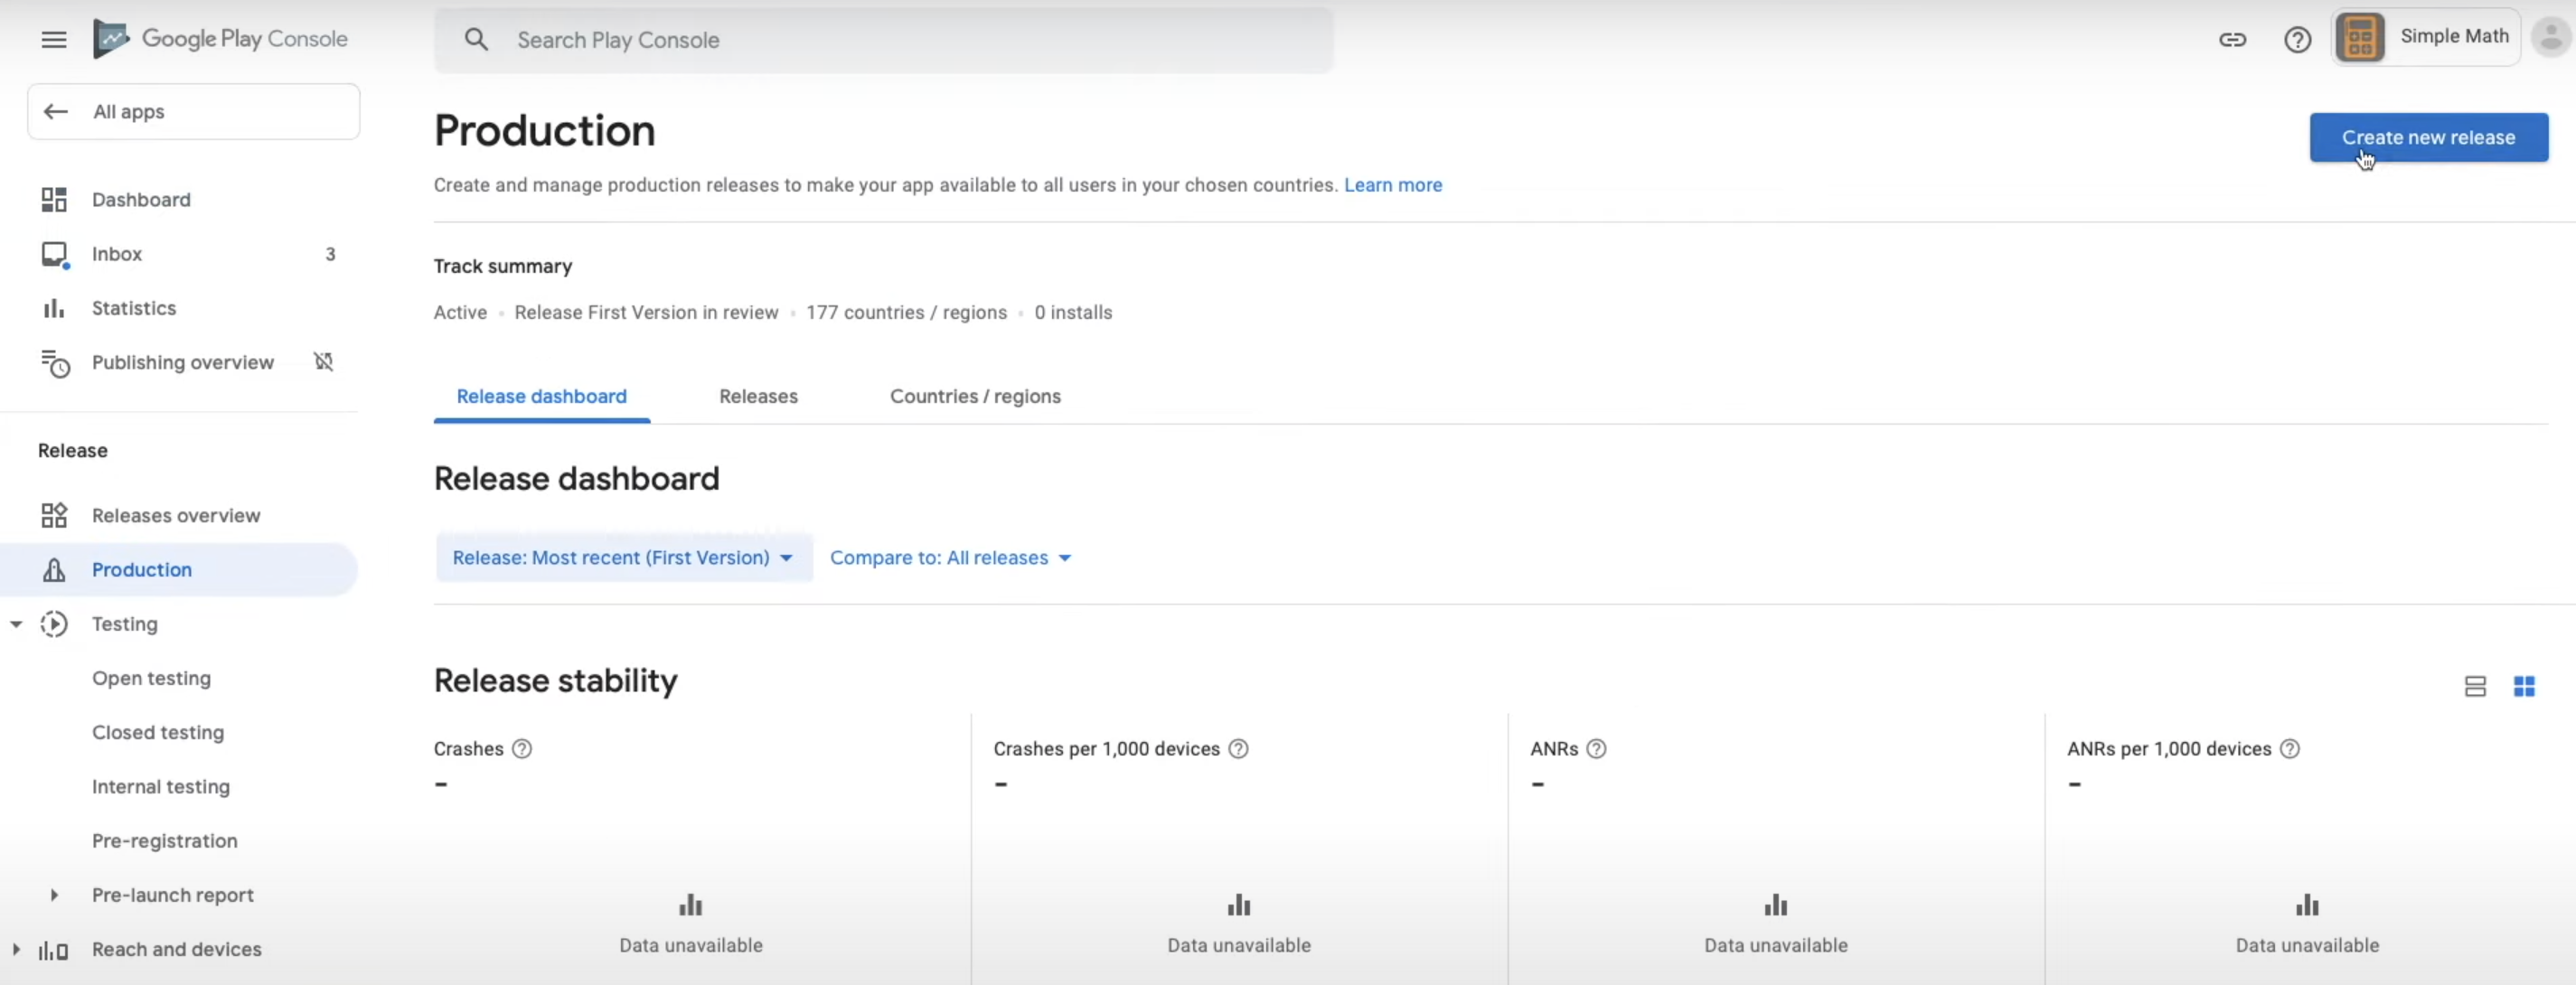 Google Play Console
Search Play Console
Simple Math
All apps
Dashboard
Inbox 3
Statistics
Publishing overview
Release
Releases overview
Production
Testing
Open testing
Closed testing
Internal testing
Pre-registration
Pre-launch report
Reach and devices
Production
Create new release
Create and manage production releases to make your app available to all users in your chosen countries. Learn more
Track summary
Active • Release First Version in review • 177 countries / regions • 0 installs
Release dashboard Releases Countries / regions
Release dashboard
Release: Most recent (First Version) Compare to: All releases
Release stability
Crashes
–
Data unavailable
Crashes per 1,000 devices
–
Data unavailable
ANRs
–
Data unavailable
ANRs per 1,000 devices
–
Data unavailable